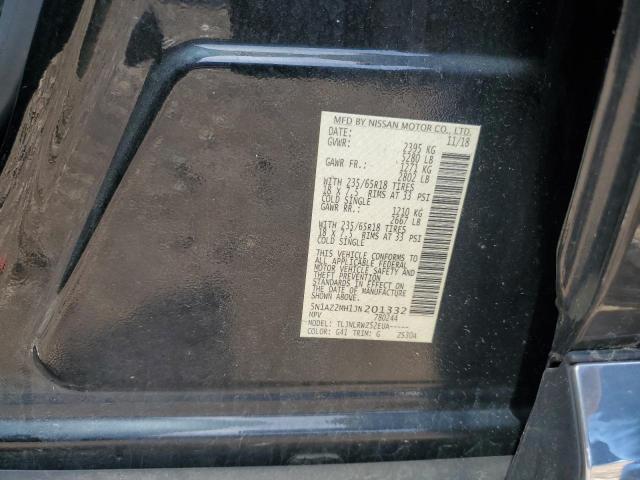 MFD BY NISSAN MOTOR CO., LTD.
DATE: 11/18
GVWR: 2395 KG
5280 LB
GAWR FR: 1271 KG
2802 LB
WITH 235/65R18 TIRES
18 X 7.5 RIMS AT 33 PSI
COLD SINGLE
GAWR RR: 1210 KG
2667 LB
WITH 235/65R18 TIRES
18 X 7.5 RIMS AT 33 PSI
COLD SINGLE
THIS VEHICLE CONFORMS TO
ALL APPLICABLE FEDERAL
MOTOR VEHICLE SAFETY AND
THEFT PREVENTION
STANDARDS IN EFFECT ON
THE DATE OF MANUFACTURE
SHOWN ABOVE.
5N1AZ2MH1JN201332
MPV 780244
MODEL: TLJNLRWZ52EUA-----
COLOR: G41 TRIM: G 25304